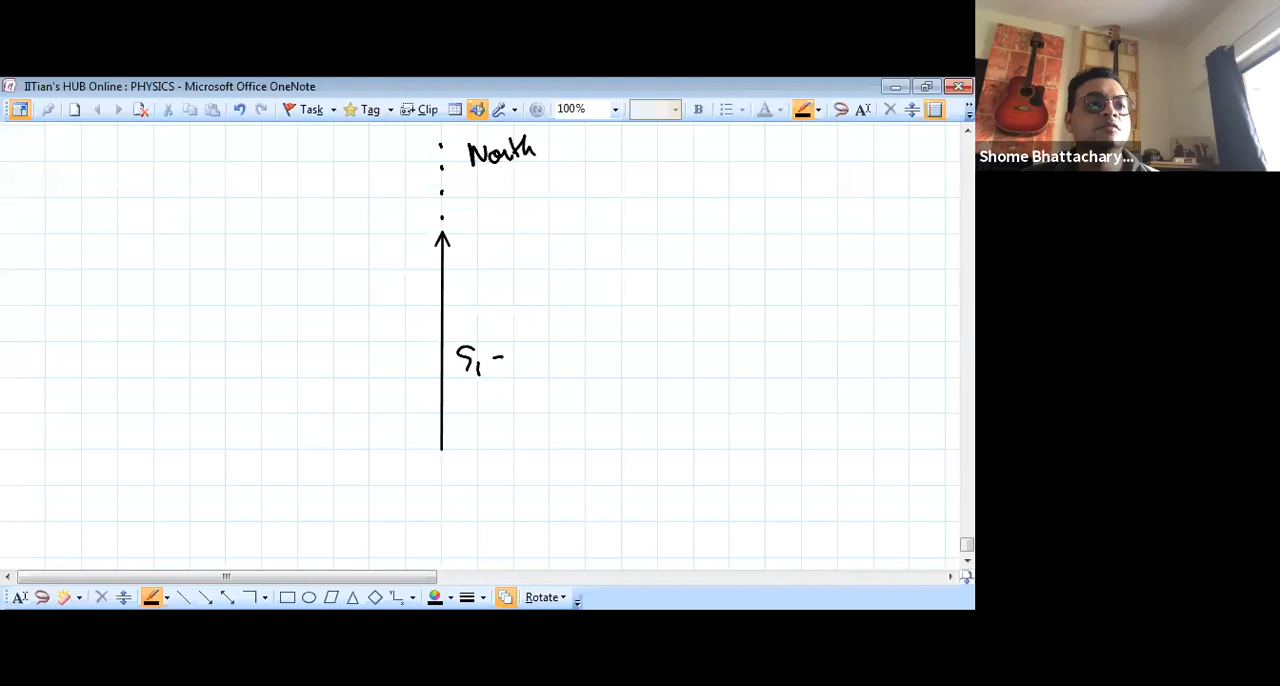 IITian's HUB Online : PHYSICS - Microsoft Office OneNote
Task Tag Clip 100% B A
North
S₁ -
Shome Bhattachary...
A Rotate